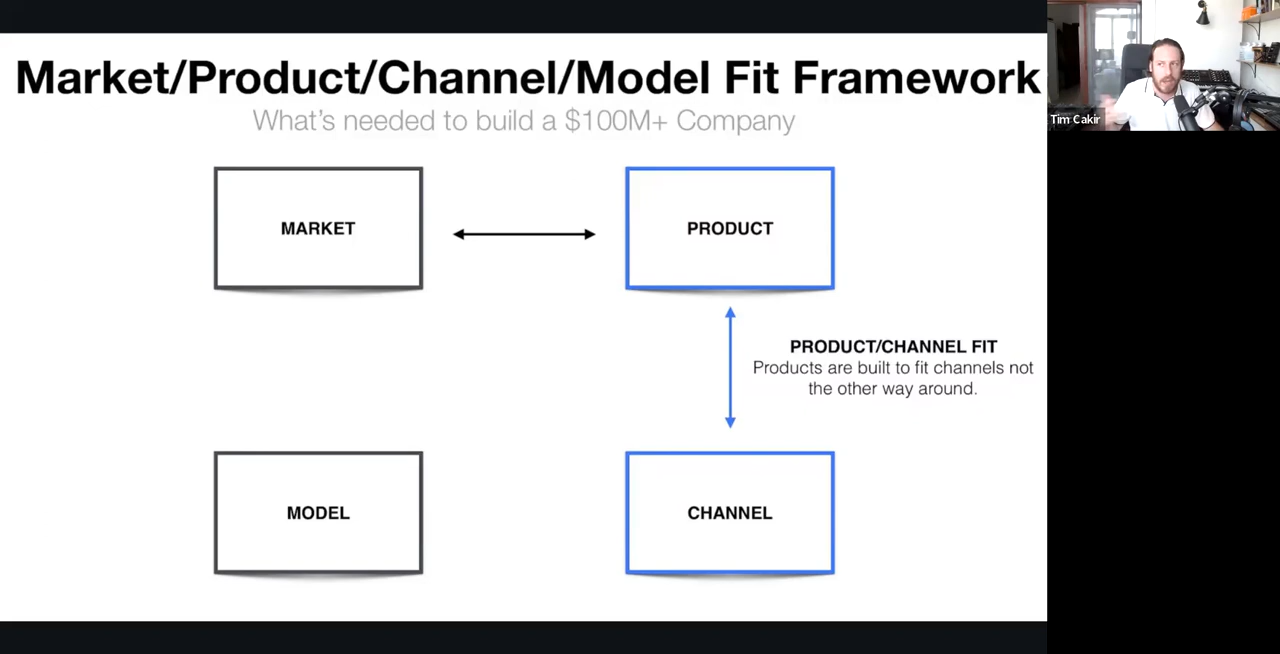 Market/Product/Channel/Model Fit Framework
What's needed to build a $100M+ Company
Tim Cakir
MARKET
PRODUCT
PRODUCT/CHANNEL FIT
Products are built to fit channels not
the other way around.
MODEL
CHANNEL